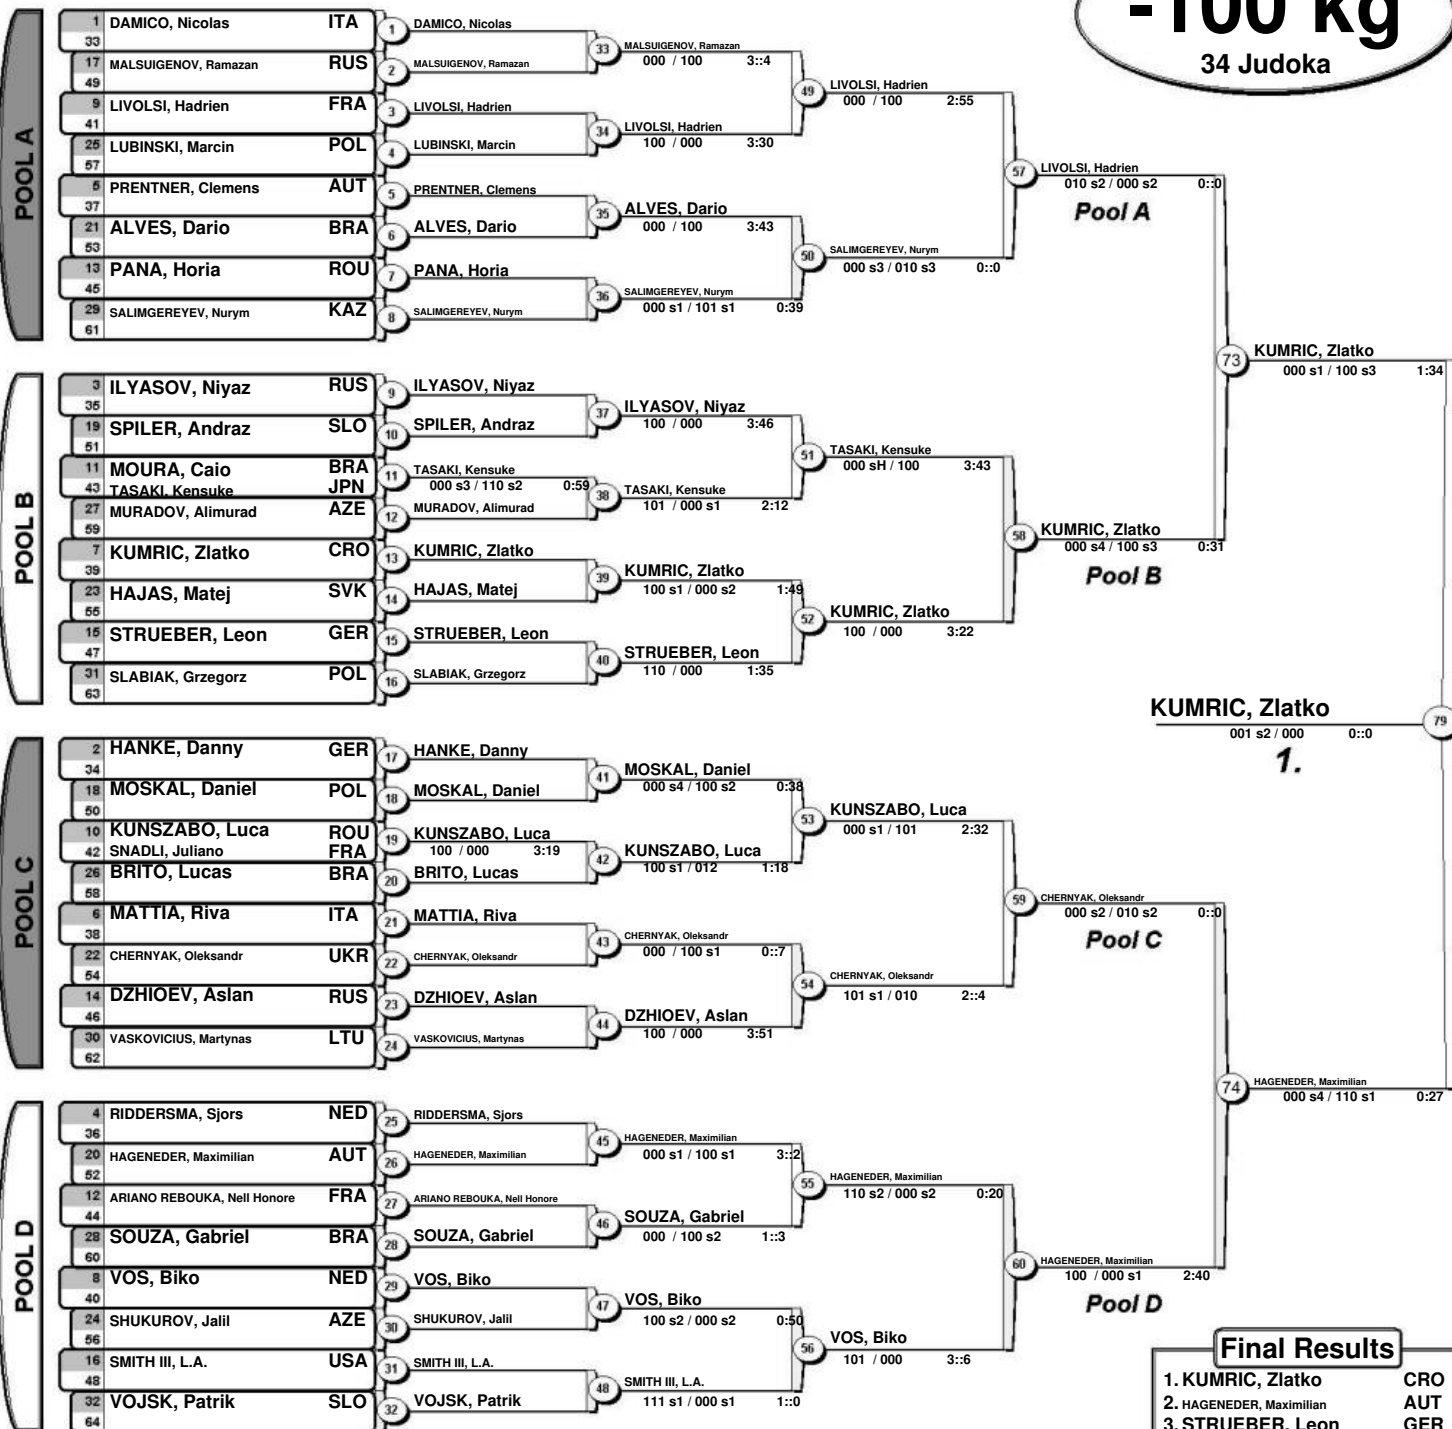 -100 kg
34 Judoka
POOL A
1 DAMICO, Nicolas ITA
33
17 MALSUIGENOV, Ramazan RUS
49
9 LIVOLSI, Hadrien FRA
41
25 LUBINSKI, Marcin POL
57
5 PRENTNER, Clemens AUT
37
21 ALVES, Dario BRA
53
13 PANA, Horia ROU
45
29 SALIMGEREYEV, Nurym KAZ
61
1 DAMICO, Nicolas
2 MALSUIGENOV, Ramazan
3 LIVOLSI, Hadrien
4 LUBINSKI, Marcin
5 PRENTNER, Clemens
6 ALVES, Dario
7 PANA, Horia
8 SALIMGEREYEV, Nurym
33 MALSUIGENOV, Ramazan
000 / 100 3::4
34 LIVOLSI, Hadrien
100 / 000 3:30
35 ALVES, Dario
000 / 100 3:43
36 SALIMGEREYEV, Nurym
000 s1 / 101 s1 0:39
49 LIVOLSI, Hadrien
000 / 100 2:55
50 SALIMGEREYEV, Nurym
000 s3 / 010 s3 0::0
57 LIVOLSI, Hadrien
010 s2 / 000 s2 0::0
Pool A
POOL B
3 ILYASOV, Niyaz RUS
35
19 SPILER, Andraz SLO
51
11 MOURA, Caio BRA
43 TASAKI, Kensuke JPN
27 MURADOV, Alimurad AZE
59
7 KUMRIC, Zlatko CRO
39
23 HAJAS, Matej SVK
55
15 STRUEBER, Leon GER
47
31 SLABIAK, Grzegorz POL
63
9 ILYASOV, Niyaz
10 SPILER, Andraz
11 TASAKI, Kensuke
000 s3 / 110 s2 0:59
12 MURADOV, Alimurad
13 KUMRIC, Zlatko
14 HAJAS, Matej
15 STRUEBER, Leon
16 SLABIAK, Grzegorz
37 ILYASOV, Niyaz
100 / 000 3:46
38 TASAKI, Kensuke
101 / 000 s1 2:12
39 KUMRIC, Zlatko
100 s1 / 000 s2 1:49
40 STRUEBER, Leon
110 / 000 1:35
51 TASAKI, Kensuke
000 sH / 100 3:43
52 KUMRIC, Zlatko
100 / 000 3:22
58 KUMRIC, Zlatko
000 s4 / 100 s3 0:31
Pool B
73 KUMRIC, Zlatko
000 s1 / 100 s3 1:34
KUMRIC, Zlatko 79
001 s2 / 000 0::0
1.
POOL C
2 HANKE, Danny GER
34
18 MOSKAL, Daniel POL
50
10 KUNSZABO, Luca ROU
42 SNADLI, Juliano FRA
26 BRITO, Lucas BRA
58
6 MATTIA, Riva ITA
38
22 CHERNYAK, Oleksandr UKR
54
14 DZHIOEV, Aslan RUS
46
30 VASKOVICIUS, Martynas LTU
62
17 HANKE, Danny
18 MOSKAL, Daniel
19 KUNSZABO, Luca
100 / 000 3:19
20 BRITO, Lucas
21 MATTIA, Riva
22 CHERNYAK, Oleksandr
23 DZHIOEV, Aslan
24 VASKOVICIUS, Martynas
41 MOSKAL, Daniel
000 s4 / 100 s2 0:38
42 KUNSZABO, Luca
100 s1 / 012 1:18
43 CHERNYAK, Oleksandr
000 / 100 s1 0::7
44 DZHIOEV, Aslan
100 / 000 3:51
53 KUNSZABO, Luca
000 s1 / 101 2:32
54 CHERNYAK, Oleksandr
101 s1 / 010 2::4
59 CHERNYAK, Oleksandr
000 s2 / 010 s2 0::0
Pool C
74 HAGENEDER, Maximilian
000 s4 / 110 s1 0:27
POOL D
4 RIDDERSMA, Sjors NED
36
20 HAGENEDER, Maximilian AUT
52
12 ARIANO REBOUKA, Nell Honore FRA
44
28 SOUZA, Gabriel BRA
60
8 VOS, Biko NED
40
24 SHUKUROV, Jalil AZE
56
16 SMITH III, L.A. USA
48
32 VOJSK, Patrik SLO
64
25 RIDDERSMA, Sjors
26 HAGENEDER, Maximilian
27 ARIANO REBOUKA, Nell Honore
28 SOUZA, Gabriel
29 VOS, Biko
30 SHUKUROV, Jalil
31 SMITH III, L.A.
32 VOJSK, Patrik
45 HAGENEDER, Maximilian
000 s1 / 100 s1 3::2
46 SOUZA, Gabriel
000 / 100 s2 1::3
47 VOS, Biko
100 s2 / 000 s2 0:50
48 SMITH III, L.A.
111 s1 / 000 s1 1::0
55 HAGENEDER, Maximilian
110 s2 / 000 s2 0:20
56 VOS, Biko
101 / 000 3::6
60 HAGENEDER, Maximilian
100 / 000 s1 2:40
Pool D
Final Results
1. KUMRIC, Zlatko CRO
2. HAGENEDER, Maximilian AUT
3. STRUEBER, Leon GER